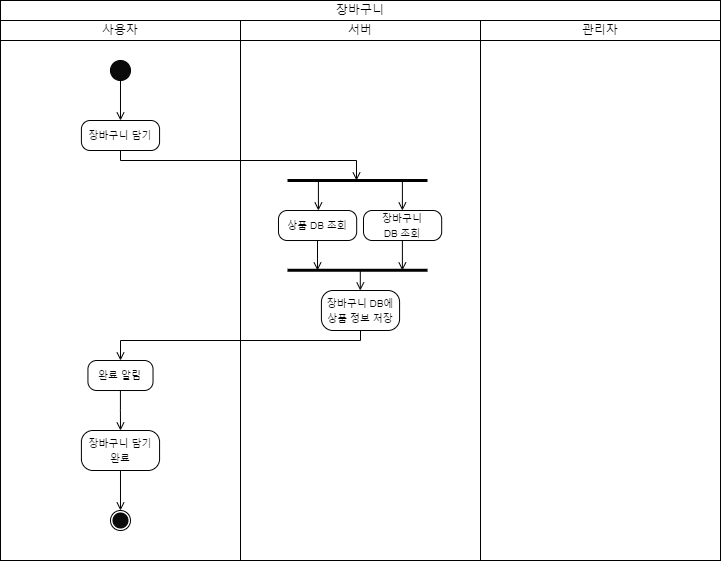 장바구니
사용자
서버
관리자
장바구니 담기
상품 DB 조회
장바구니
DB 조회
장바구니 DB에
상품 정보 저장
완료 알림
장바구니 담기
완료